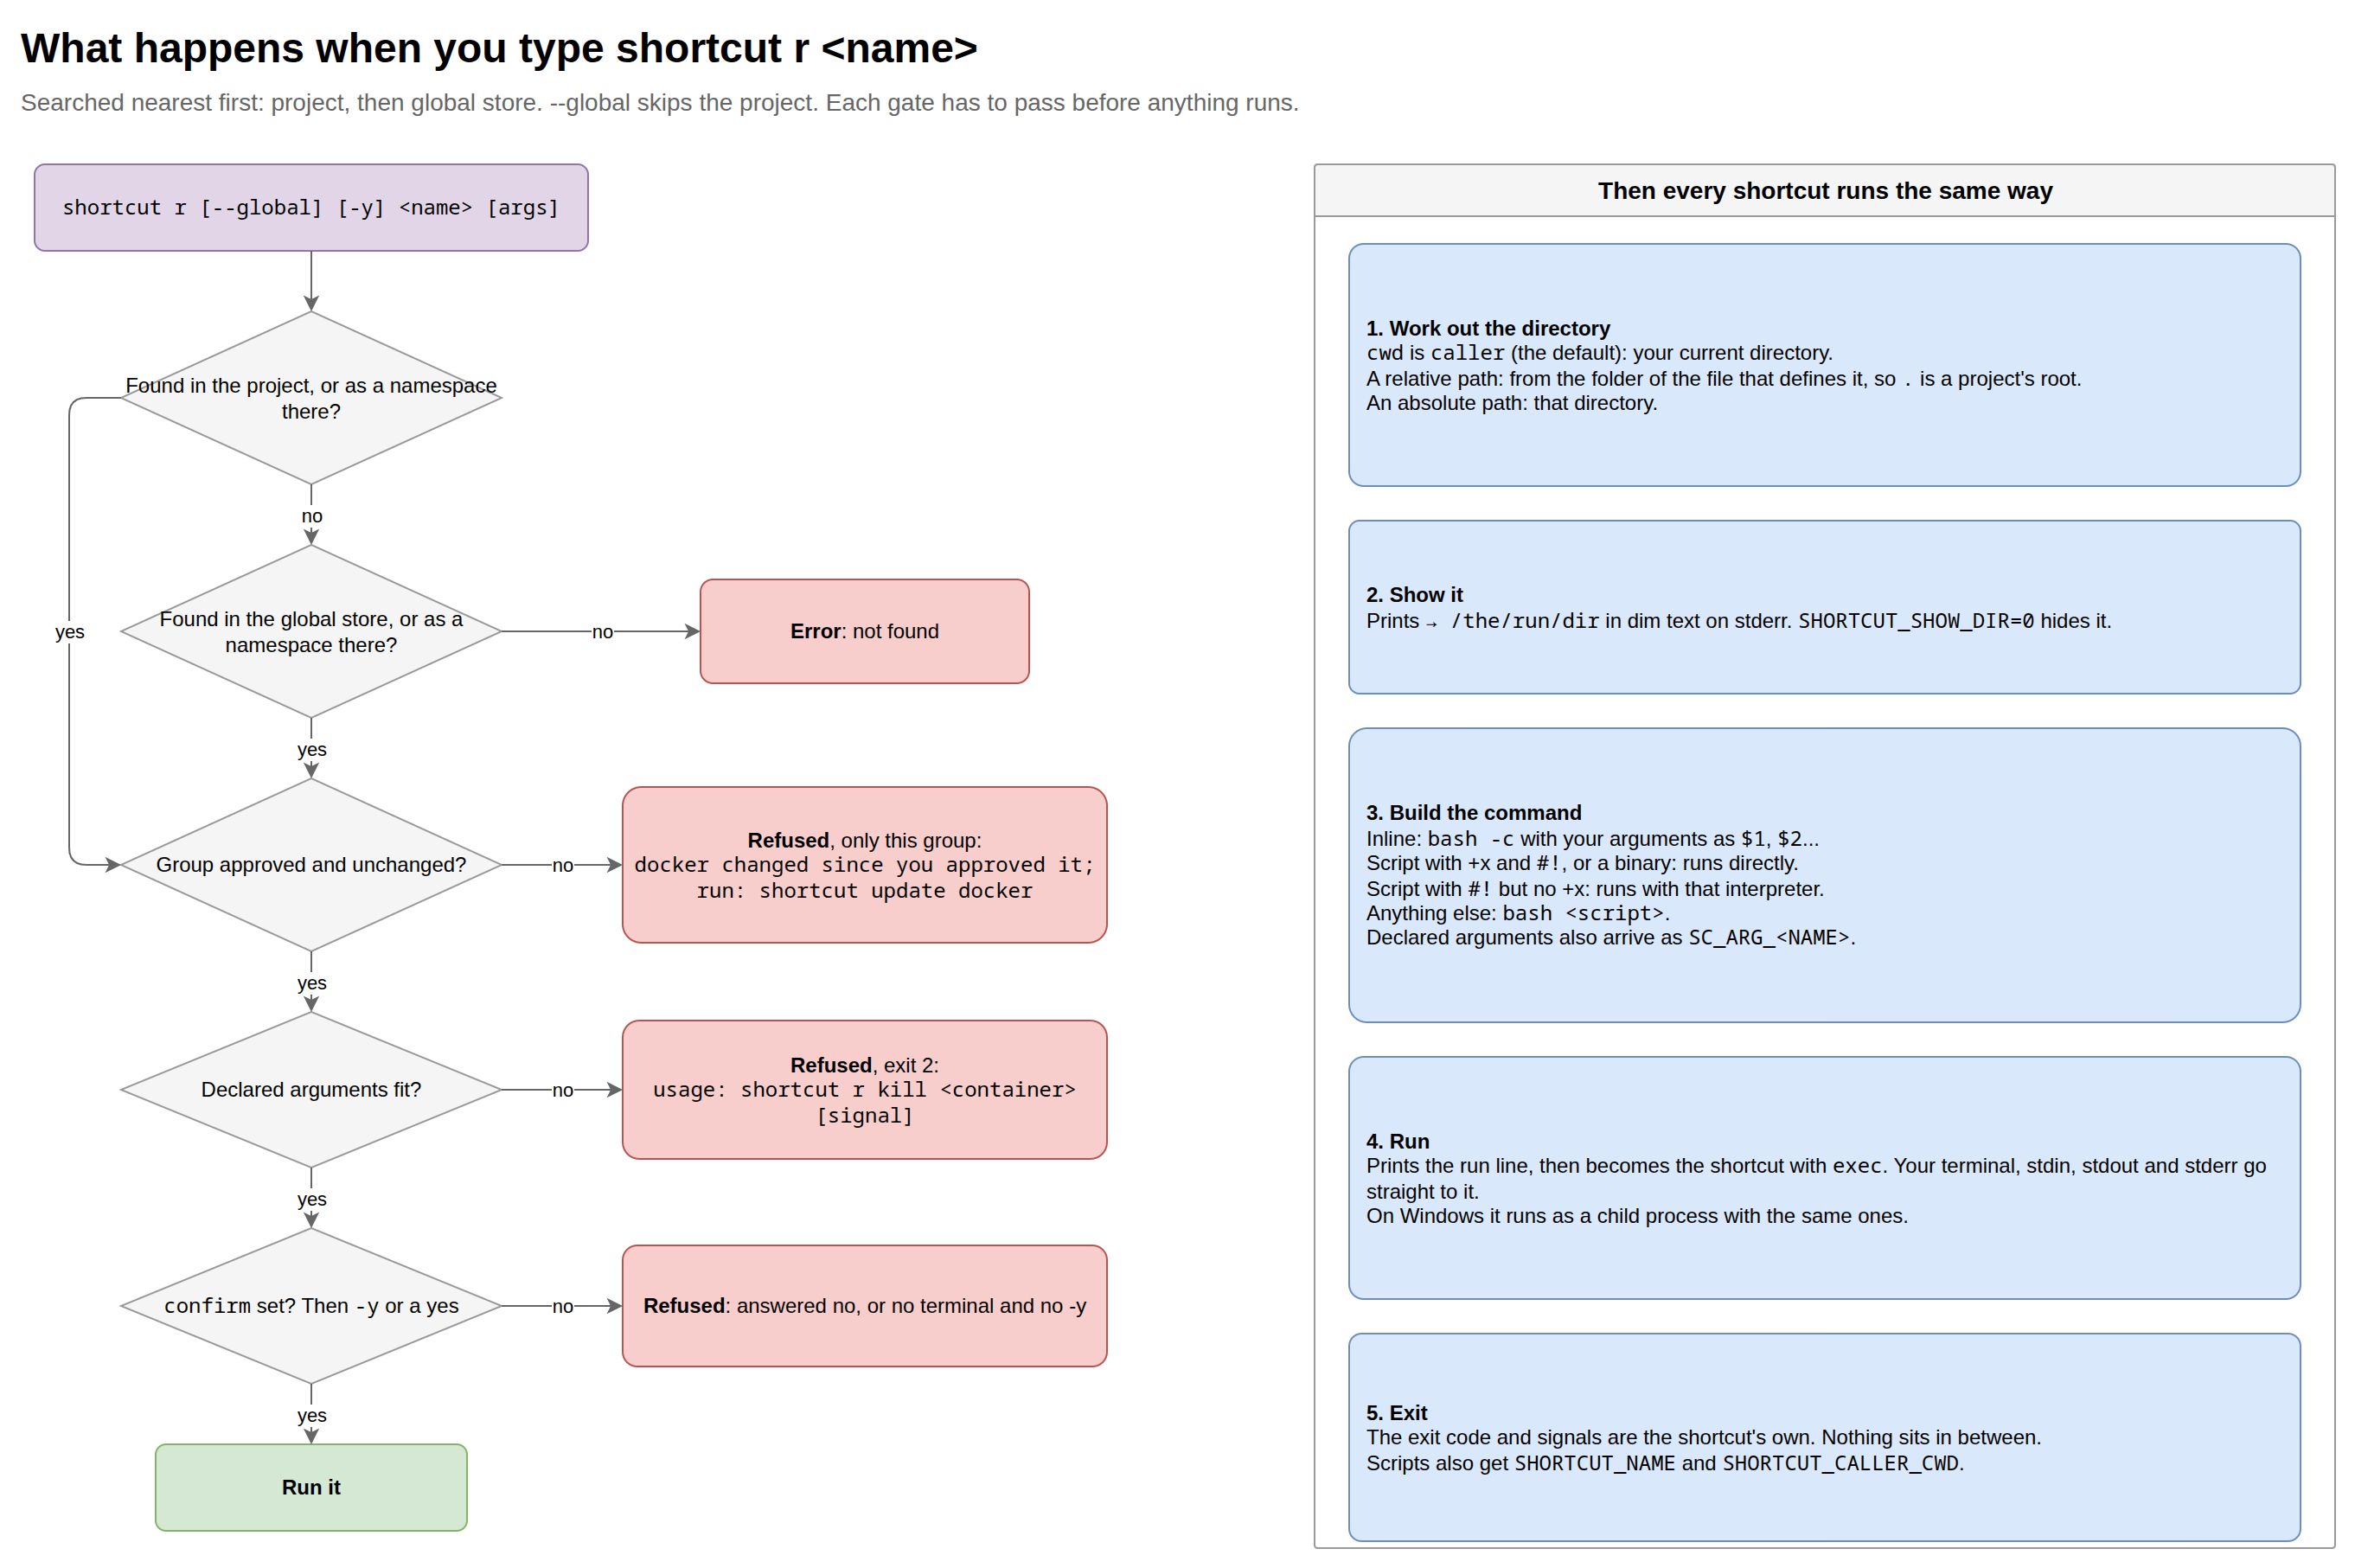 What happens when you type shortcut r <name>
Searched nearest first: project, then global store. --global skips the project. Each gate has to pass before anything runs.
shortcut r [--global] [-y] <name> [args]
Found in the project, or as a namespace
there?
no
yes
Found in the global store, or as a
namespace there?
no
Error: not found
yes
Group approved and unchanged?
no
Refused, only this group:
docker changed since you approved it;
run: shortcut update docker
yes
Declared arguments fit?
no
Refused, exit 2:
usage: shortcut r kill <container>
[signal]
yes
confirm set? Then -y or a yes
no
Refused: answered no, or no terminal and no -y
yes
Run it
Then every shortcut runs the same way
1. Work out the directory
cwd is caller (the default): your current directory.
A relative path: from the folder of the file that defines it, so . is a project's root.
An absolute path: that directory.
2. Show it
Prints → /the/run/dir in dim text on stderr. SHORTCUT_SHOW_DIR=0 hides it.
3. Build the command
Inline: bash -c with your arguments as $1, $2...
Script with +x and #!, or a binary: runs directly.
Script with #! but no +x: runs with that interpreter.
Anything else: bash <script>.
Declared arguments also arrive as SC_ARG_<NAME>.
4. Run
Prints the run line, then becomes the shortcut with exec. Your terminal, stdin, stdout and stderr go
straight to it.
On Windows it runs as a child process with the same ones.
5. Exit
The exit code and signals are the shortcut's own. Nothing sits in between.
Scripts also get SHORTCUT_NAME and SHORTCUT_CALLER_CWD.